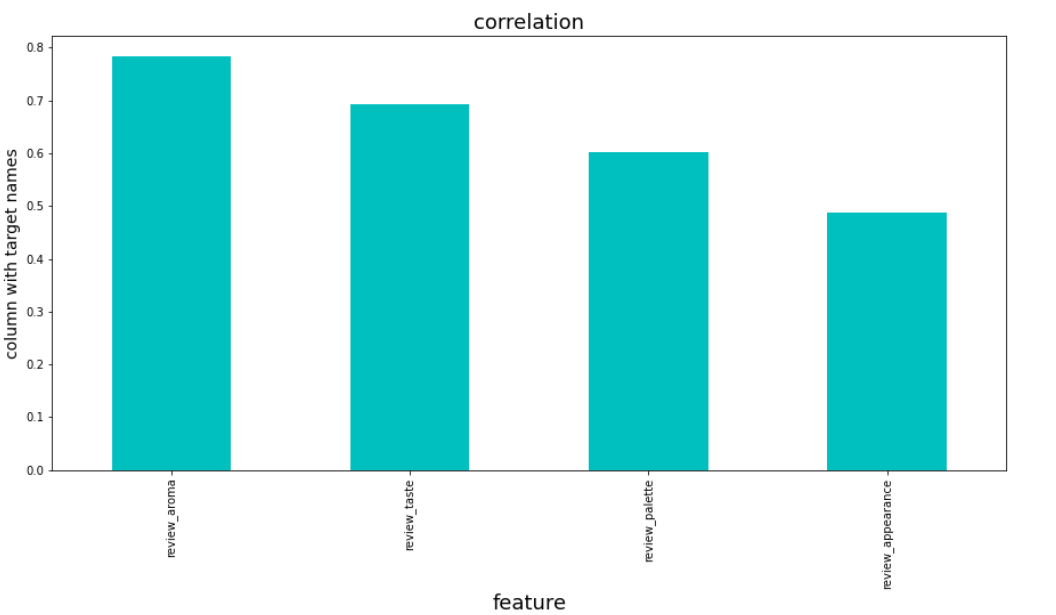 correlation
column with target names
0.8
0.7
0.6
0.5
0.4
0.3
0.2
0.1
0.0
review_aroma
review_taste
review_palette
review_appearance
feature